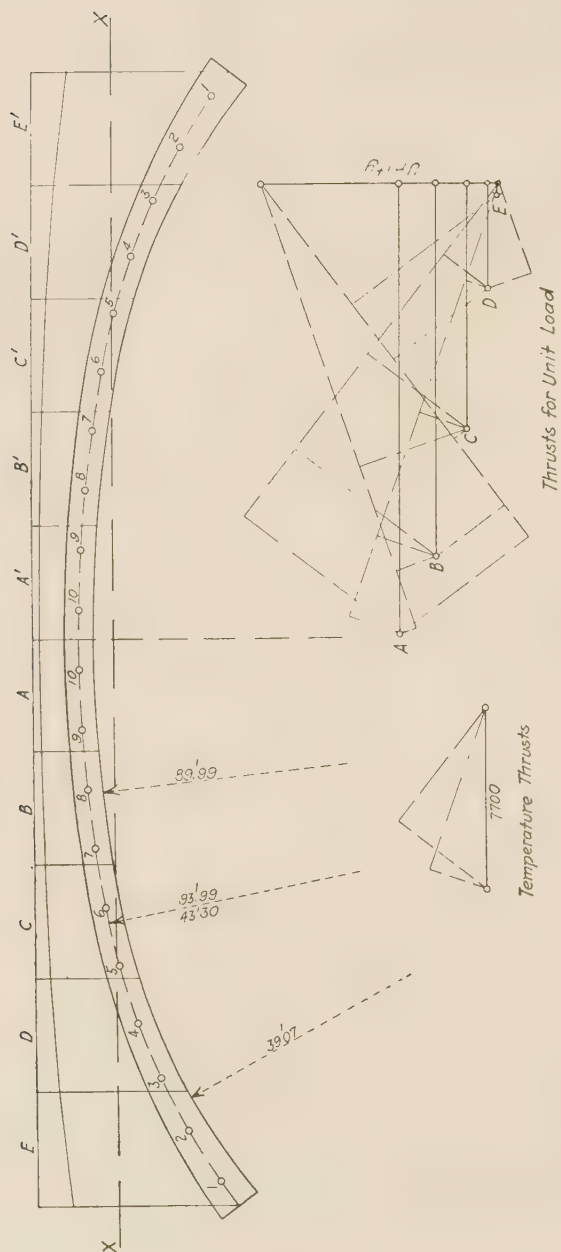 E D C B A A' B' C' D' E'
X X
1 2 3 4 5 6 7 8 9 10 10 9 8 7 6 5 4 3 2 1
89.99'
93.99'
43.30
39.07'
Unity
A
B
C
D
E
7700
Temperature Thrusts
Thrusts for Unit Load